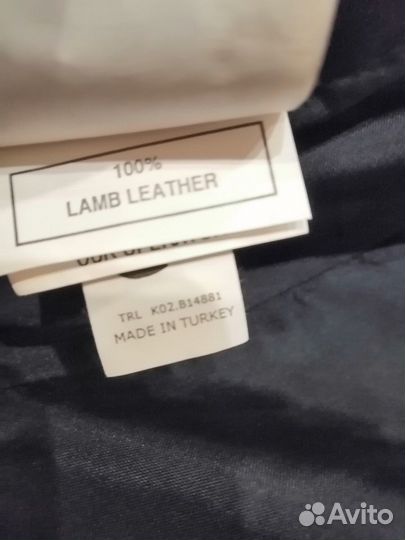 100%
LAMB LEATHER
TRL K02.B14881
MADE IN TURKEY
Avito